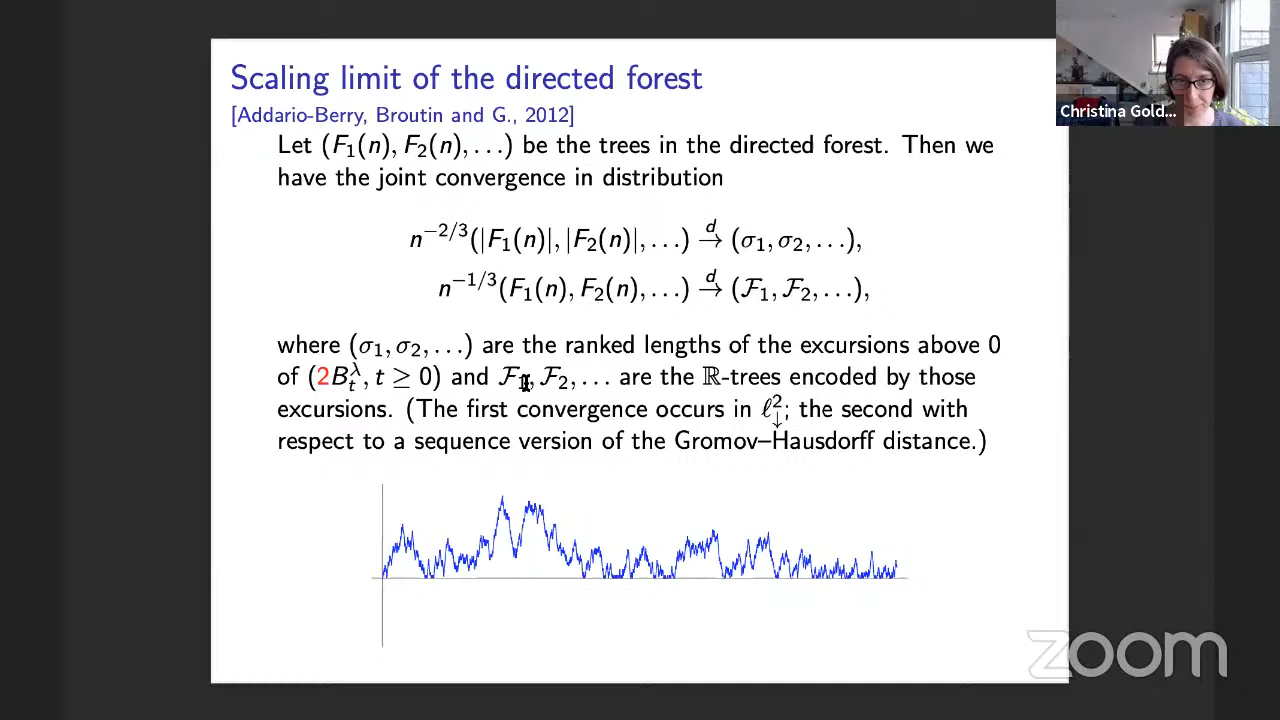 Scaling limit of the directed forest
[Addario-Berry, Broutin and G., 2012]
Christina Gold...
Let (F₁(n), F₂(n), . . .) be the trees in the directed forest. Then we
have the joint convergence in distribution
n^{-2/3}(|F₁(n)|, |F₂(n)|, . . .) →^d (σ₁, σ₂, . . .),
n^{-1/3}(F₁(n), F₂(n), . . .) →^d (ℱ₁, ℱ₂, . . .),
where (σ₁, σ₂, . . .) are the ranked lengths of the excursions above 0
of (2B_t^λ, t ≥ 0) and ℱ₁, ℱ₂, . . . are the ℝ-trees encoded by those
excursions. (The first convergence occurs in ℓ²_↓; the second with
respect to a sequence version of the Gromov–Hausdorff distance.)
zoom